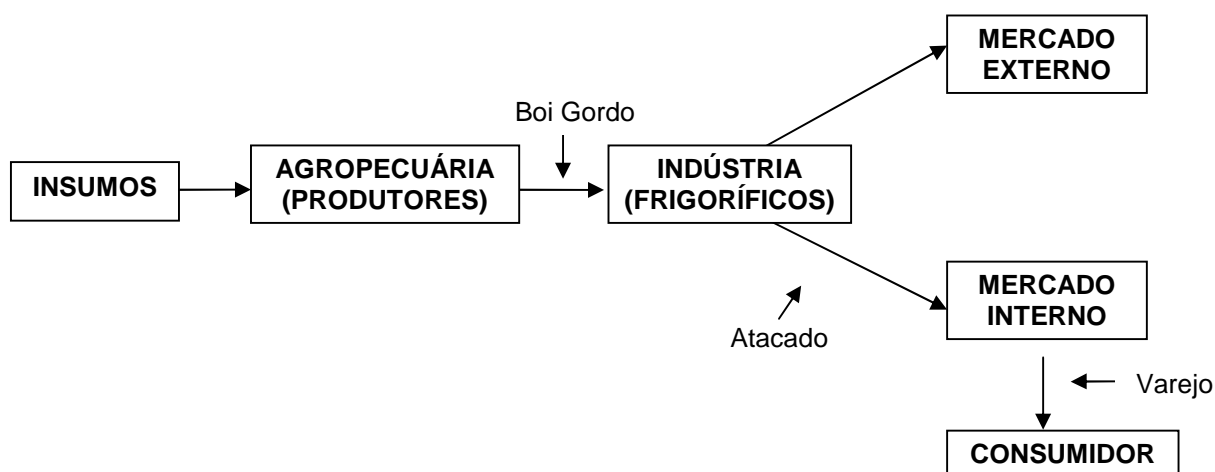 MERCADO
EXTERNO
Boi Gordo
INSUMOS
AGROPECUÁRIA
(PRODUTORES)
INDÚSTRIA
(FRIGORÍFICOS)
MERCADO
INTERNO
Atacado
Varejo
CONSUMIDOR